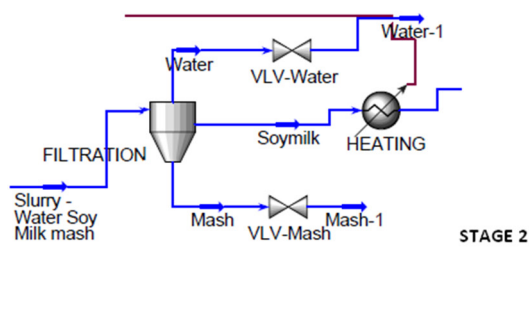 Water-1
Water
VLV-Water
Soymilk
HEATING
FILTRATION
Slurry -
Water Soy
Milk mash
Mash
VLV-Mash
Mash-1
STAGE 2